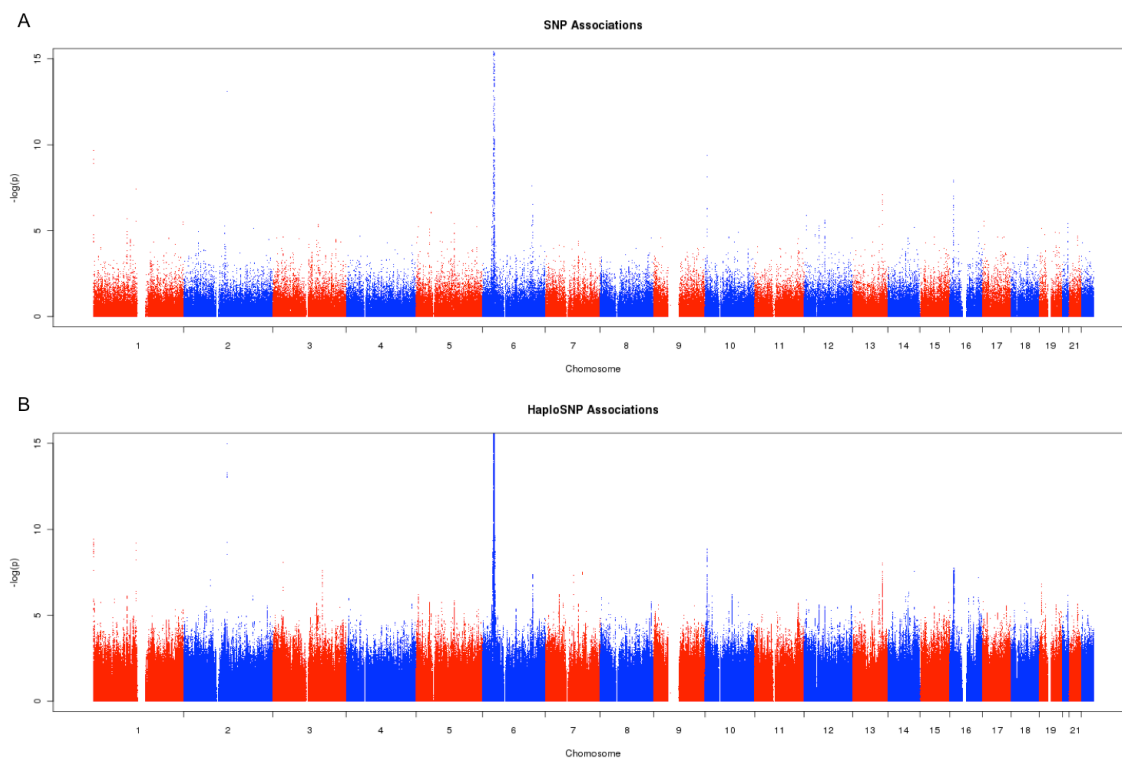 A
SNP Associations
15
10
5
0
-log(p)
1 2 3 4 5 6 7 8 9 10 11 12 13 14 15 16 17 18 19 21
Chomosome
B
HaploSNP Associations
15
10
5
0
-log(p)
1 2 3 4 5 6 7 8 9 10 11 12 13 14 15 16 17 18 19 21
Chomosome